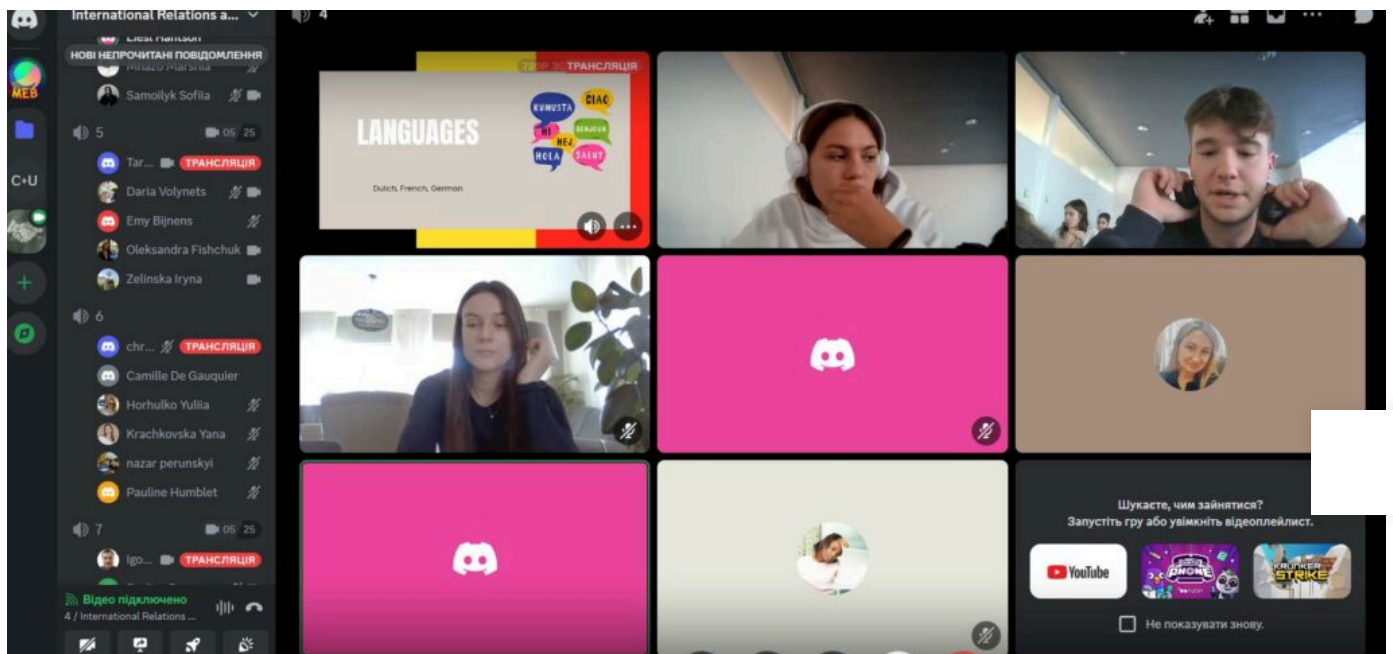 International Relations a...
НОВІ НЕПРОЧИТАНІ ПОВІДОМЛЕННЯ
Samoilyk Sofiia
5
05 25
Tar... ТРАНСЛЯЦІЯ
Daria Volynets
Emy Bijnens
Oleksandra Fishchuk
Zelinska Iryna
6
chr... ТРАНСЛЯЦІЯ
Camille De Gauquier
Horhulko Yuliia
Krachkovska Yana
nazar perunskyi
Pauline Humblet
7
05 25
Igo... ТРАНСЛЯЦІЯ
Відео підключено
4 / International Relations ...
МЕВ
C+U
4
ТРАНСЛЯЦІЯ
LANGUAGES
Dutch, French, German
KUMUSTA
CIAO
HI
BONJOUR
HEJ
HOLA
SALUT
Шукаєте, чим зайнятися?
Запустіть гру або увімкніть відеоплейлист.
YouTube
PHONE
KRUNKER
STRIKE
Не показувати знову.